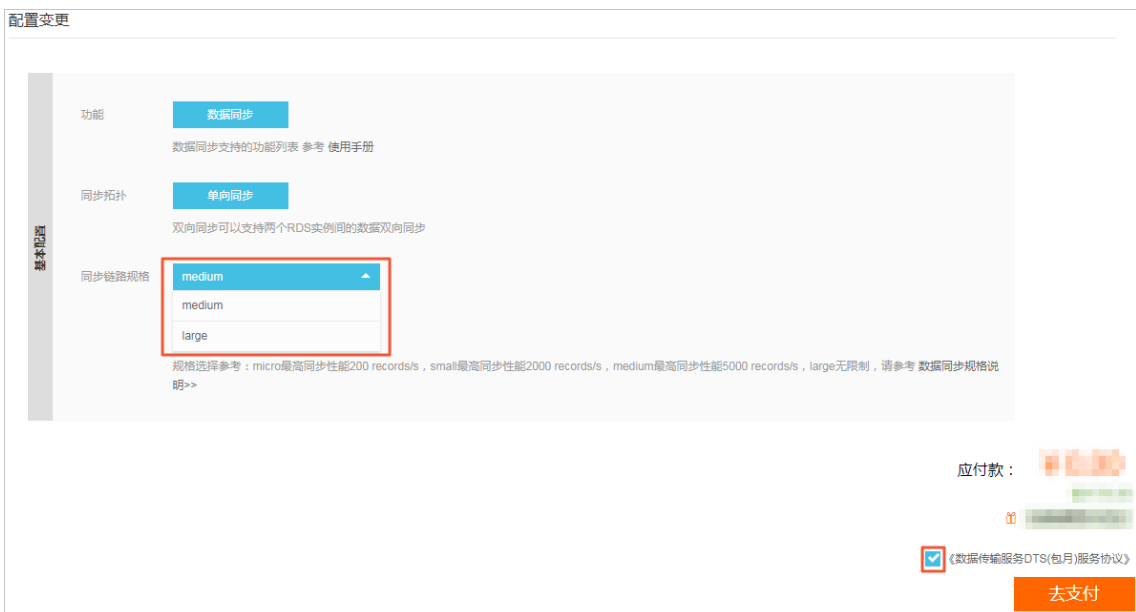 配置变更
基本配置
功能
数据同步
数据同步支持的功能列表 参考 使用手册
同步拓扑
单向同步
双向同步可以支持两个RDS实例间的数据双向同步
同步链路规格
medium
medium
large
规格选择参考：micro最高同步性能200 records/s，small最高同步性能2000 records/s，medium最高同步性能5000 records/s，large无限制，请参考 数据同步规格说
明>>
应付款：
《数据传输服务DTS(包月)服务协议》
去支付